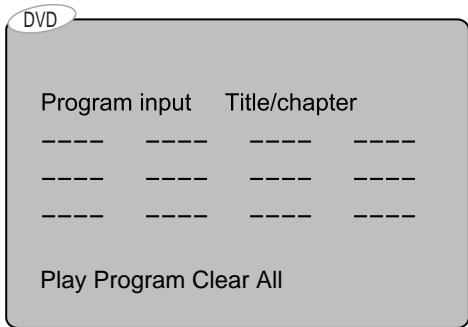 DVD
Program input Title/chapter
---- ---- ---- ----
---- ---- ---- ----
---- ---- ---- ----
Play Program Clear All